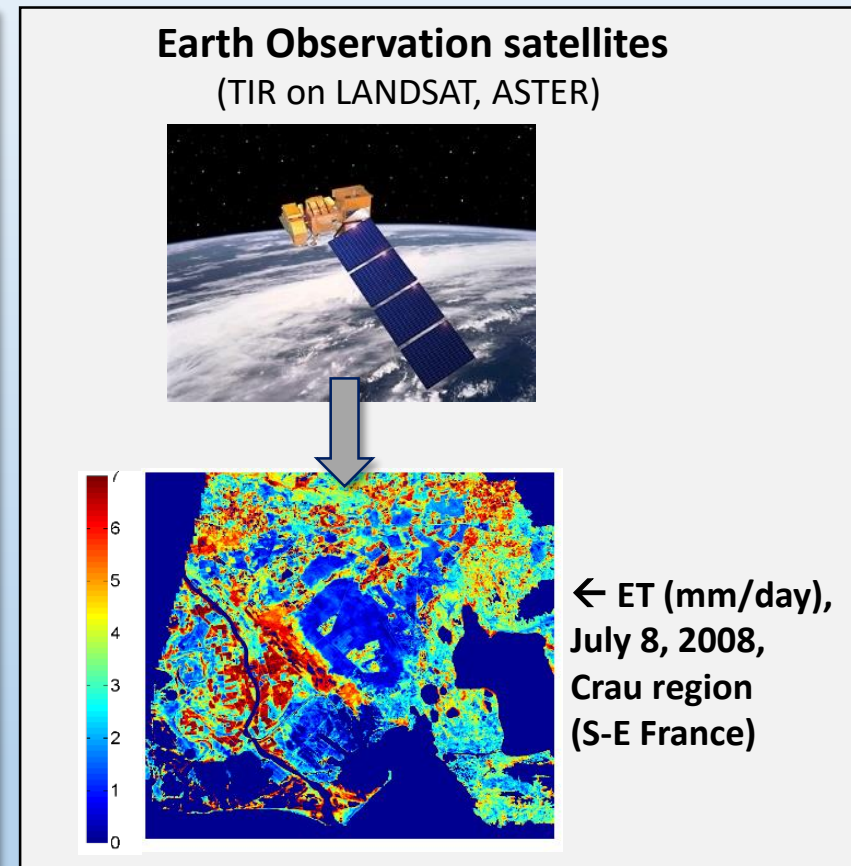 Earth Observation satellites
(TIR on LANDSAT, ASTER)
7
6
5
4
3
2
1
0
← ET (mm/day),
July 8, 2008,
Crau region
(S-E France)